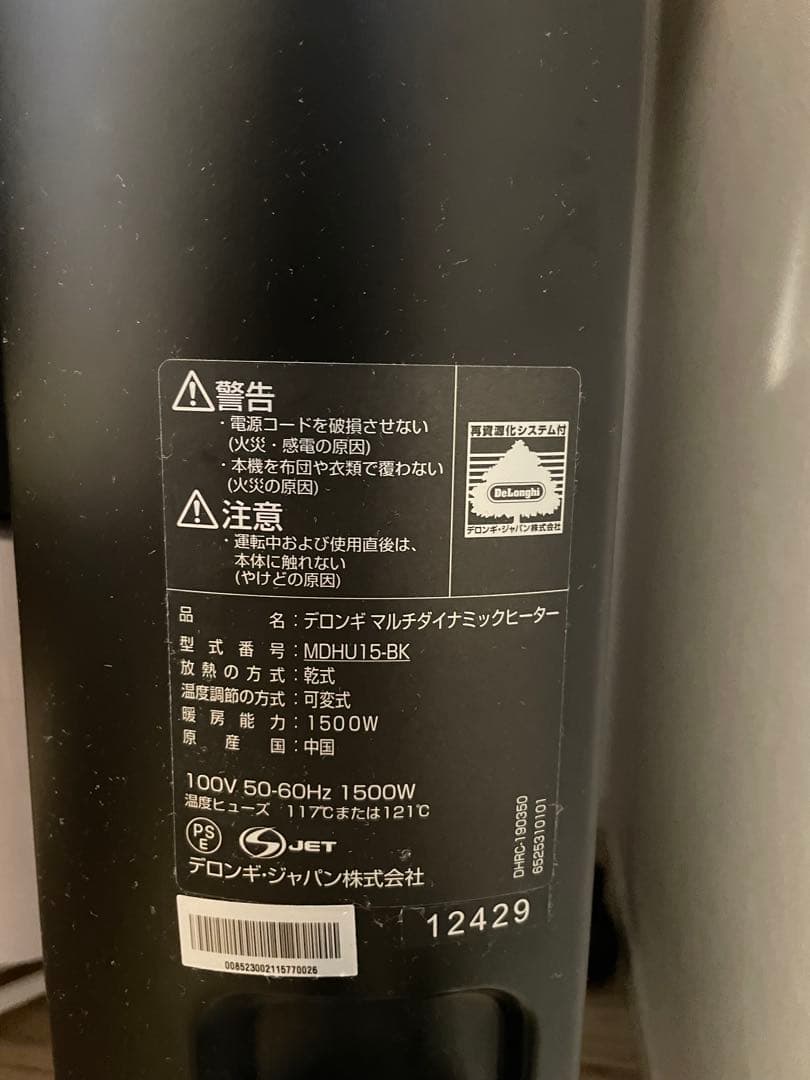 警告
・電源コードを破損させない
(火災・感電の原因)
・本機を布団や衣類で覆わない
(火災の原因)
注意
・運転中および使用直後は、
本体に触れない
(やけどの原因)
再資源化システム付
DeLonghi
デロンギ・ジャパン株式会社
品名：デロンギ マルチダイナミックヒーター
型式番号：MDHU15-BK
放熱の方式：乾式
温度調節の方式：可変式
暖房能力：1500W
原産国：中国
100V 50-60Hz 1500W
温度ヒューズ 117℃または121℃
PS
E
JET
デロンギ・ジャパン株式会社
DHRC-190350
6525310101
12429
008523002115770026